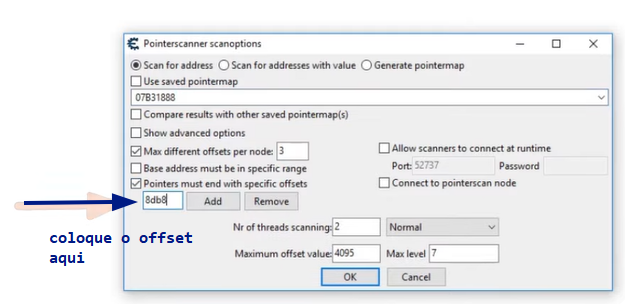 Pointerscanner scanoptions
Scan for address Scan for addresses with value Generate pointermap
Use saved pointermap
07B31888
Compare results with other saved pointermap(s)
Show advanced options
Max different offsets per node: 3
Allow scanners to connect at runtime
Base address must be in specific range
Port: 52737 Password
Pointers must end with specific offsets
Connect to pointerscan node
8db8 Add Remove
coloque o offset
aqui
Nr of threads scanning: 2 Normal
Maximum offset value: 4095 Max level 7
OK Cancel